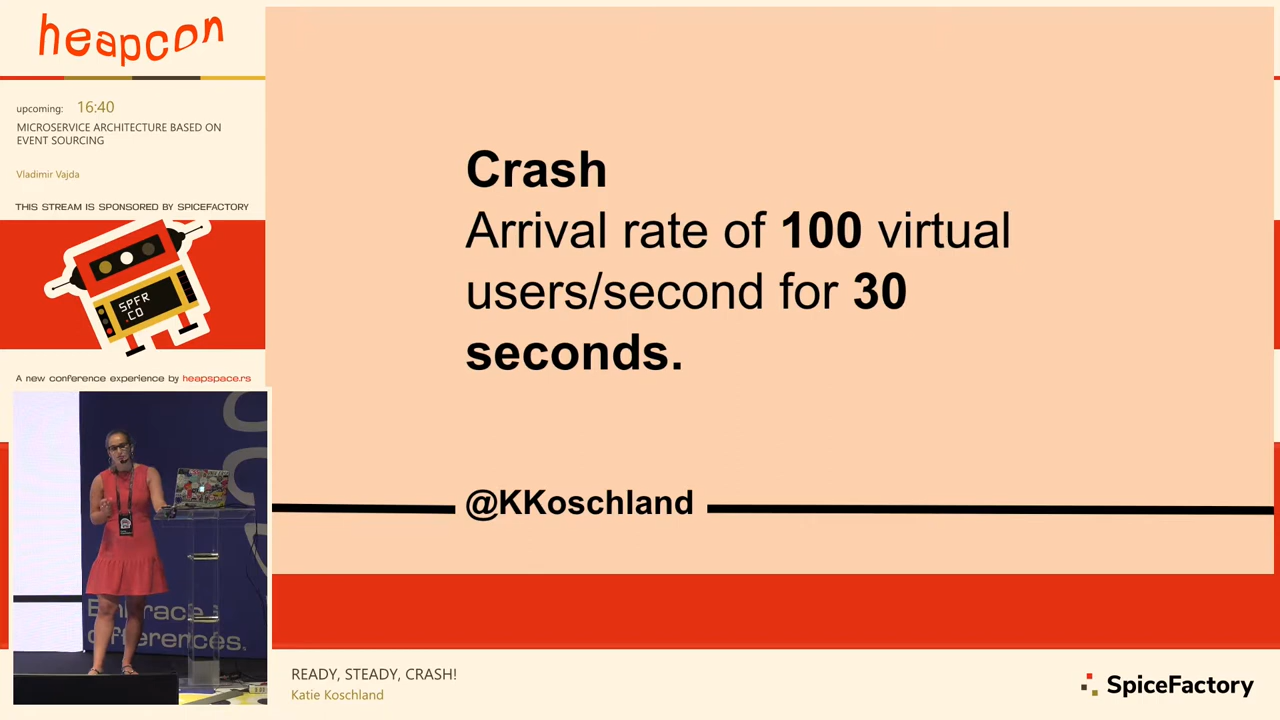 heapcon
upcoming: 16:40
MICROSERVICE ARCHITECTURE BASED ON
EVENT SOURCING
Vladimir Vajda
THIS STREAM IS SPONSORED BY SPICEFACTORY
SPFR
.CO
A new conference experience by heapspace.rs
Crash
Arrival rate of 100 virtual
users/second for 30
seconds.
@KKoschland
Embrace
differences.
READY, STEADY, CRASH!
Katie Koschland
SpiceFactory